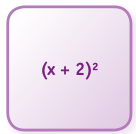 (x + 2)²